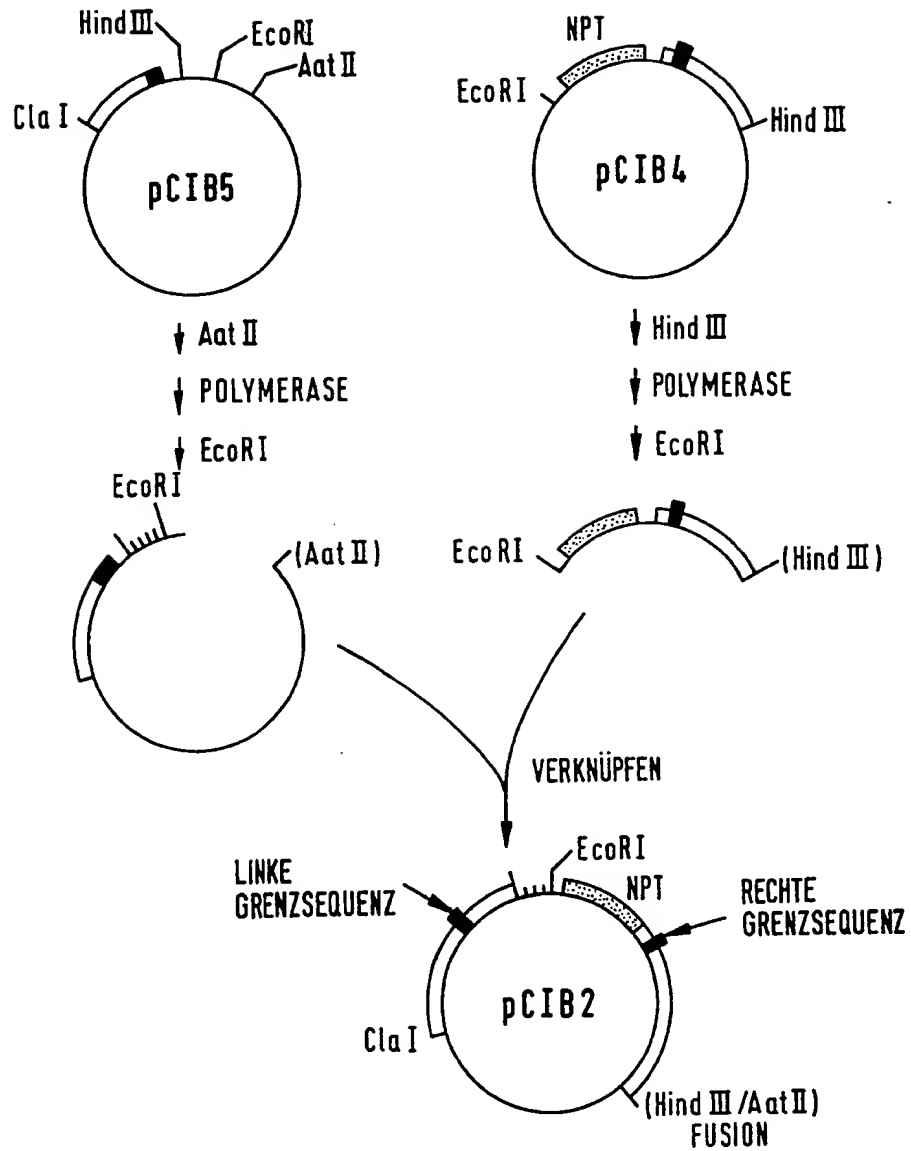 Hind III
EcoRI
Aat II
Cla I
pCIB5
NPT
EcoRI
Hind III
pCIB4
Aat II
POLYMERASE
EcoRI
Hind III
POLYMERASE
EcoRI
EcoRI
(Aat II)
EcoRI
(Hind III)
VERKNÜPFEN
LINKE
GRENZSEQUENZ
EcoRI
NPT
RECHTE
GRENZSEQUENZ
pCIB2
Cla I
(Hind III/Aat II)
FUSION